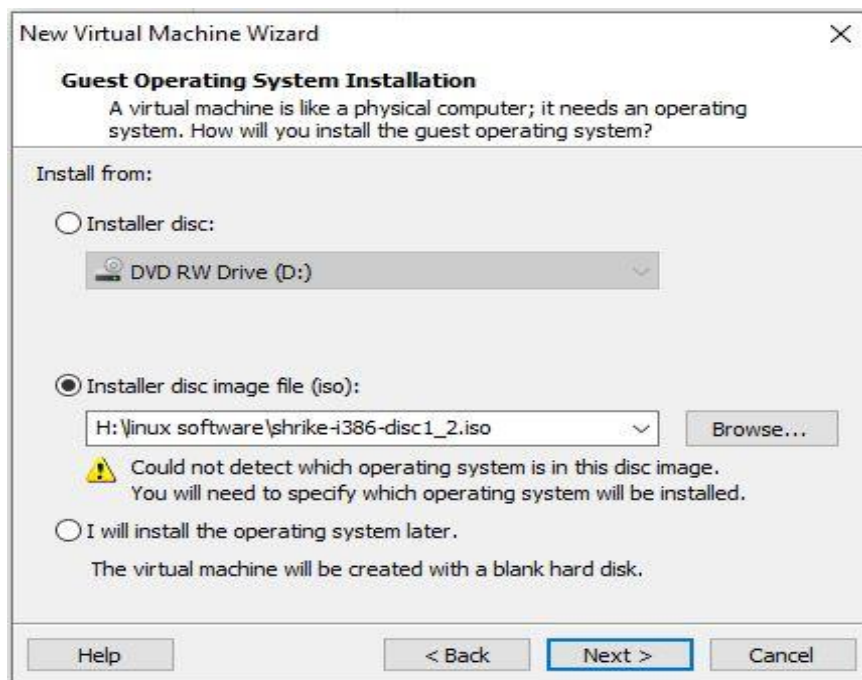 New Virtual Machine Wizard
Guest Operating System Installation
A virtual machine is like a physical computer; it needs an operating
system. How will you install the guest operating system?
Install from:
Installer disc:
DVD RW Drive (D:)
Installer disc image file (iso):
H:\linux software\shrike-i386-disc1_2.iso
Browse...
Could not detect which operating system is in this disc image.
You will need to specify which operating system will be installed.
I will install the operating system later.
The virtual machine will be created with a blank hard disk.
Help
< Back
Next >
Cancel